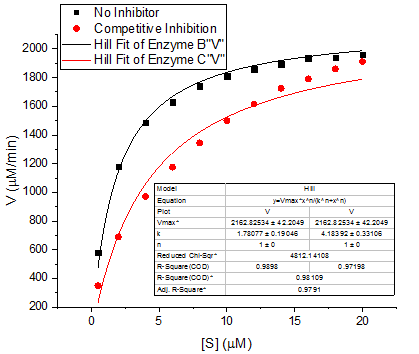 No Inhibitor
Competitive Inhibition
Hill Fit of Enzyme B"V"
Hill Fit of Enzyme C"V"
2000
1800
1600
1400
1200
1000
800
600
400
200
V (μM/min)
Model Hill
Equation y=Vmax*x^n/(k^n+x^n)
Plot V V
Vmax* 2162.82534 ± 42.2049 2162.82534 ± 42.2049
k 1.78077 ± 0.19046 4.18392 ± 0.33106
n 1 ± 0 1 ± 0
Reduced Chi-Sqr* 4812.14108
R-Square(COD) 0.9898 0.97198
R-Square(COD)* 0.98109
Adj. R-Square* 0.9791
0 5 10 15 20
[S] (μM)